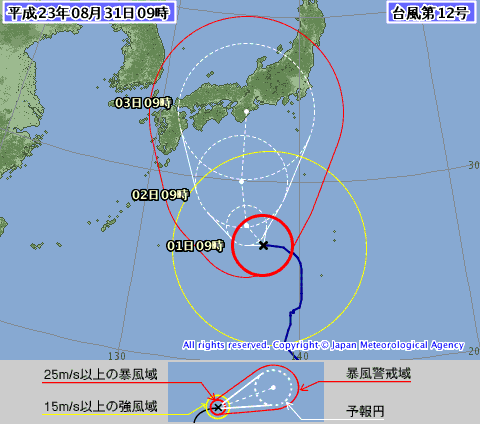 平成23年08月31日09時
台風第12号
03日09時
02日09時
01日09時
30
All rights reserved. Copyright © Japan Meteorological Agency
130
140
20
25m/s以上の暴風域
暴風警戒域
15m/s以上の強風域
予報円